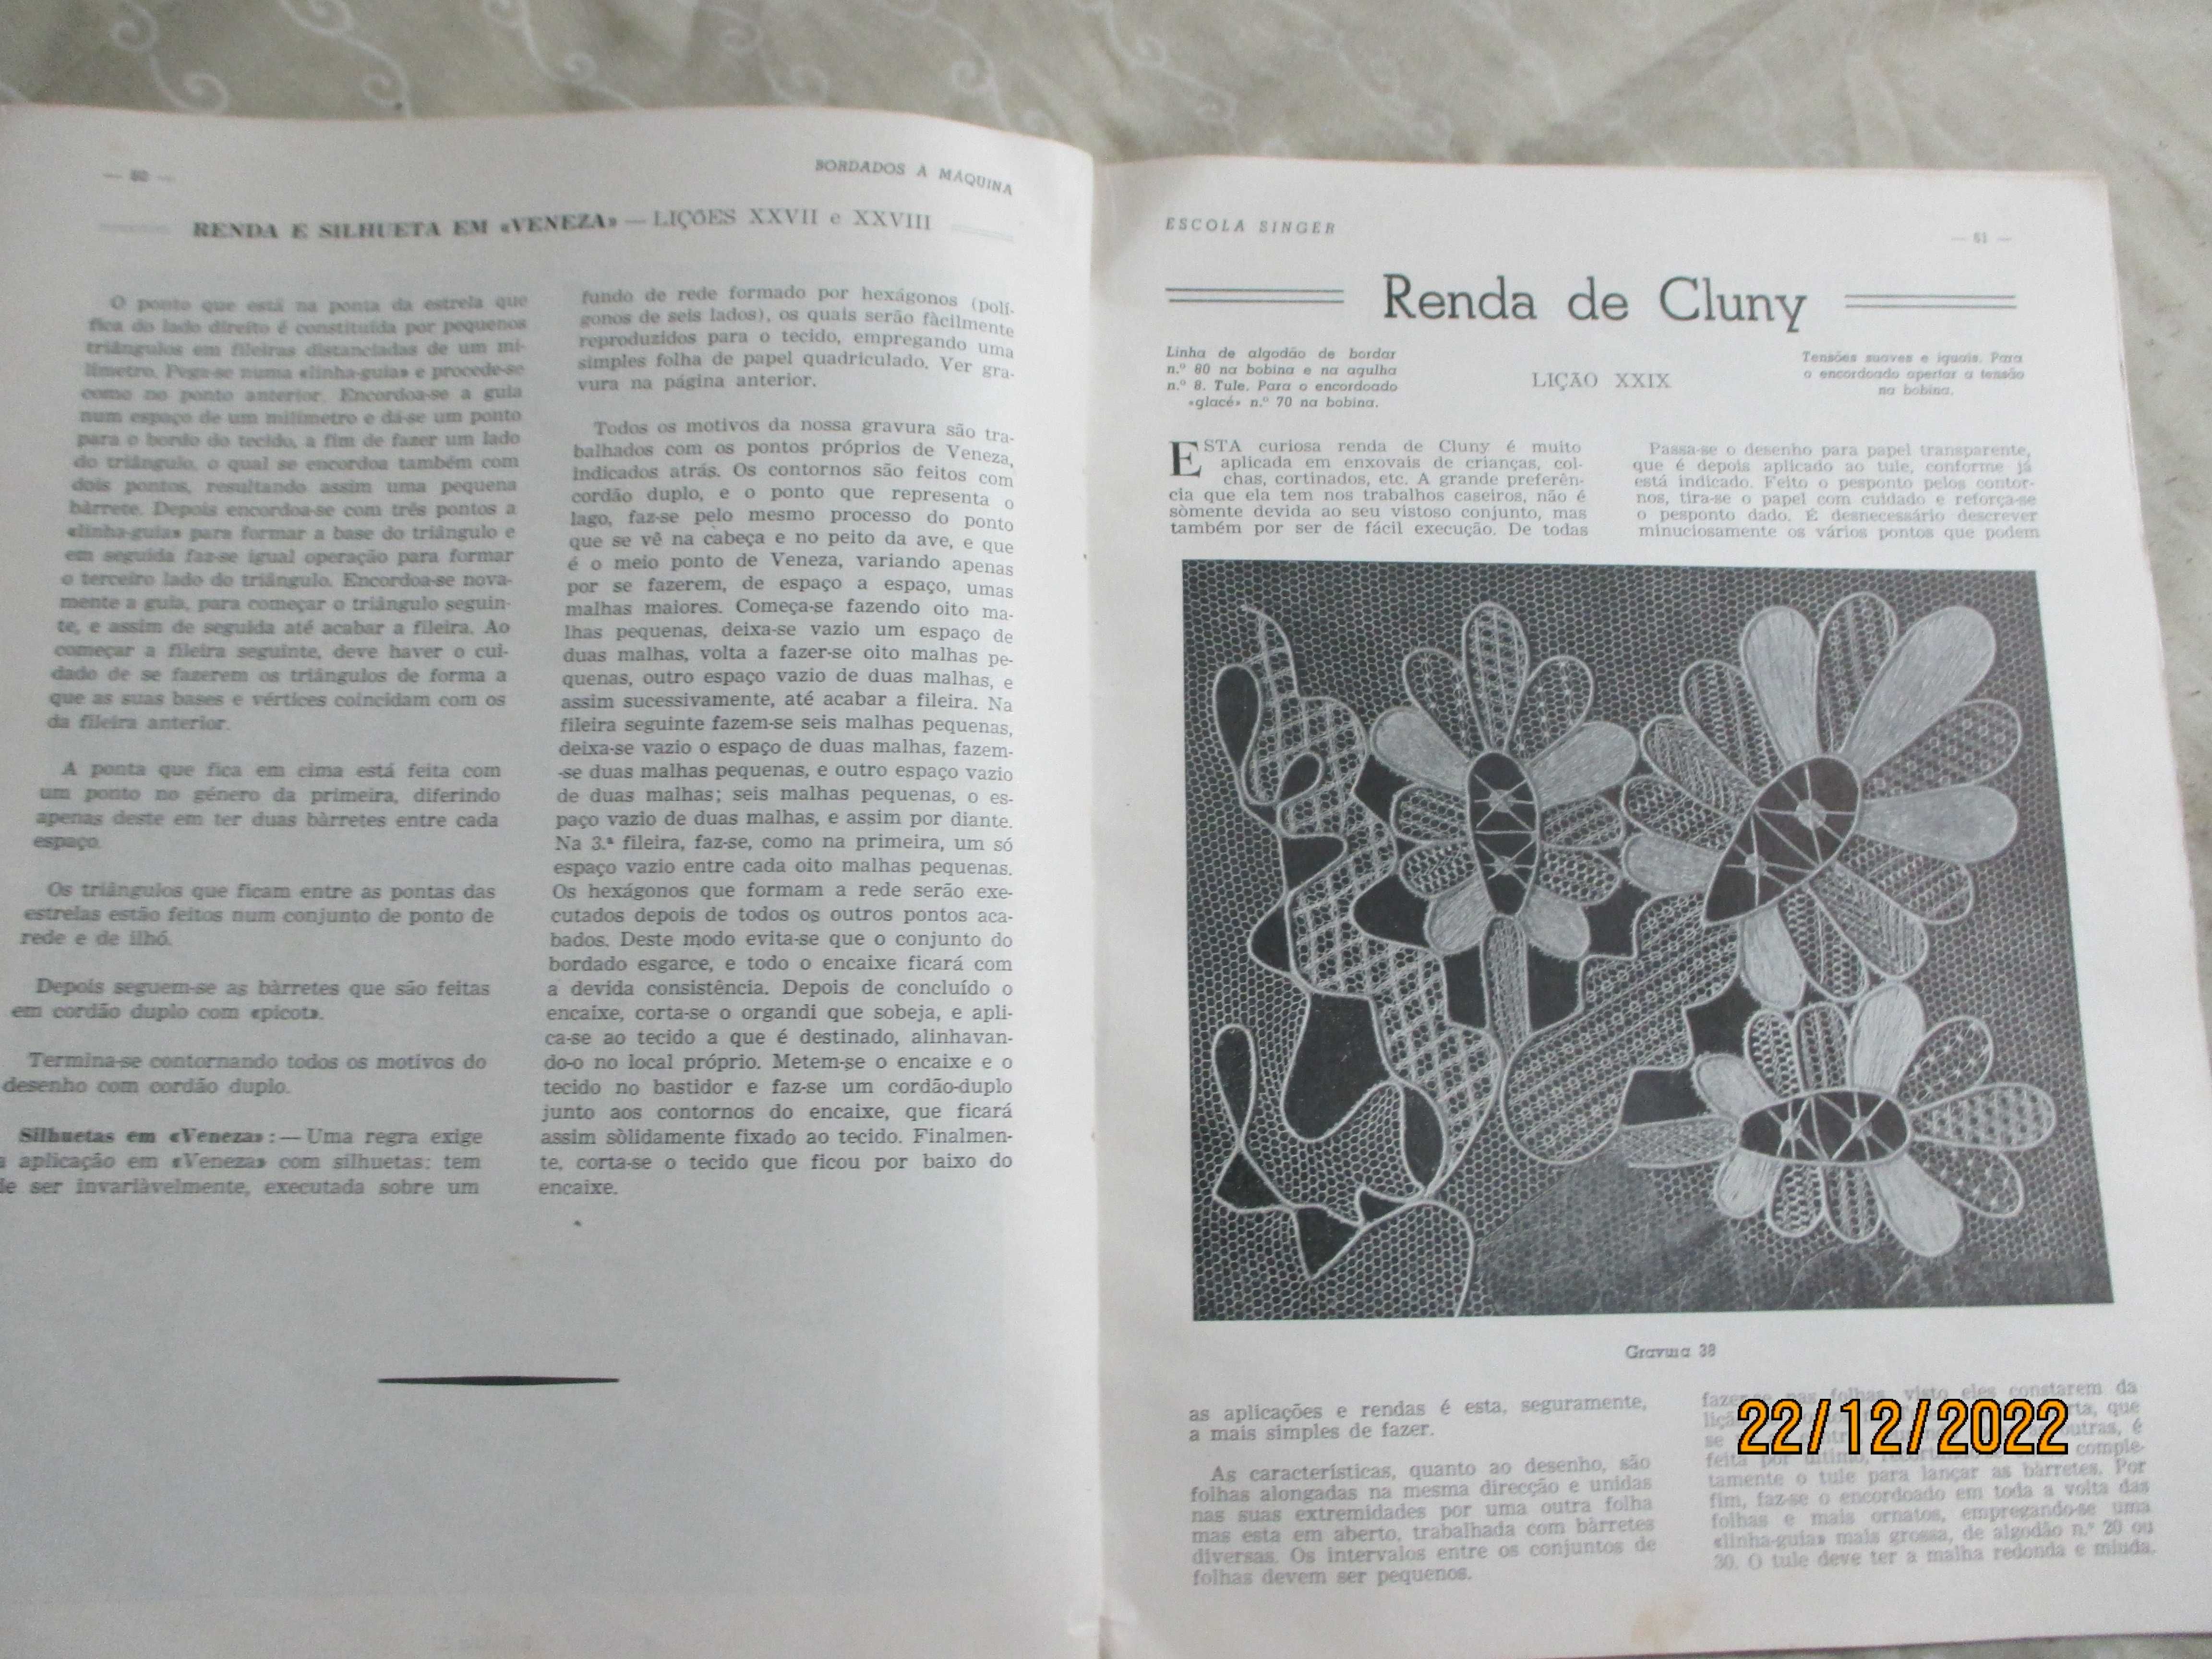 BORDADOS A MÁQUINA
RENDA E SILHUETA EM «VENEZA» — LIÇÕES XXVII e XXVIII
O ponto que está na ponta da estrela que
fica do lado direito é constituída por pequenos
triângulos em fileiras distanciadas de um mi-
límetro. Pega-se numa «linha-guia» e procede-se
como no ponto anterior. Encordoa-se a guia
num espaço de um milímetro e dá-se um ponto
para o bordo do tecido, a fim de fazer um lado
do triângulo, o qual se encordoa também com
dois pontos, resultando assim uma pequena
bàrrete. Depois encordoa-se com três pontos a
«linha-guia» para formar a base do triângulo e
em seguida faz-se igual operação para formar
o terceiro lado do triângulo. Encordoa-se nova-
mente a guia, para começar o triângulo seguin-
te, e assim de seguida até acabar a fileira. Ao
começar a fileira seguinte, deve haver o cui-
dado de se fazerem os triângulos de forma a
que as suas bases e vértices coincidam com os
da fileira anterior.
A ponta que fica em cima está feita com
um ponto no género da primeira, diferindo
apenas deste em ter duas bàrretes entre cada
espaço.
Os triângulos que ficam entre as pontas das
estrelas estão feitos num conjunto de ponto de
rede e de ilhó.
Depois seguem-se as bàrretes que são feitas
em cordão duplo com «picot».
Termina-se contornando todos os motivos do
desenho com cordão duplo.
Silhuetas em «Veneza»: — Uma regra exige
a aplicação em «Veneza» com silhuetas: tem
de ser invariàvelmente, executada sobre um
fundo de rede formado por hexágonos (polí-
gonos de seis lados), os quais serão fàcilmente
reproduzidos para o tecido, empregando uma
simples folha de papel quadriculado. Ver gra-
vura na página anterior.
Todos os motivos da nossa gravura são tra-
balhados com os pontos próprios de Veneza,
indicados atrás. Os contornos são feitos com
cordão duplo, e o ponto que representa o
lago, faz-se pelo mesmo processo do ponto
que se vê na cabeça e no peito da ave, e que
é o meio ponto de Veneza, variando apenas
por se fazerem, de espaço a espaço, umas
malhas maiores. Começa-se fazendo oito ma-
lhas pequenas, deixa-se vazio um espaço de
duas malhas, volta a fazer-se oito malhas pe-
quenas, outro espaço vazio de duas malhas, e
assim sucessivamente, até acabar a fileira. Na
fileira seguinte fazem-se seis malhas pequenas,
deixa-se vazio o espaço de duas malhas, fazem-
-se duas malhas pequenas, e outro espaço vazio
de duas malhas; seis malhas pequenas, o es-
paço vazio de duas malhas, e assim por diante.
Na 3.ª fileira, faz-se, como na primeira, um só
espaço vazio entre cada oito malhas pequenas.
Os hexágonos que formam a rede serão exe-
cutados depois de todos os outros pontos aca-
bados. Deste modo evita-se que o conjunto do
bordado esgarce, e todo o encaixe ficará com
a devida consistência. Depois de concluído o
encaixe, corta-se o organdi que sobeja, e apli-
ca-se ao tecido a que é destinado, alinhavan-
do-o no local próprio. Metem-se o encaixe e o
tecido no bastidor e faz-se um cordão-duplo
junto aos contornos do encaixe, que ficará
assim sòlidamente fixado ao tecido. Finalmen-
te, corta-se o tecido que ficou por baixo do
encaixe.
ESCOLA SINGER
— 51 —
Renda de Cluny
Linha de algodão de bordar
n.º 80 na bobina e na agulha
n.º 8. Tule. Para o encordoado
«glacé» n.º 70 na bobina.
LIÇÃO XXIX
Tensões suaves e iguais. Para
o encordoado apertar a tensão
na bobina.
ESTA curiosa renda de Cluny é muito
aplicada em enxovais de crianças, col-
chas, cortinados, etc. A grande preferên-
cia que ela tem nos trabalhos caseiros, não é
sòmente devida ao seu vistoso conjunto, mas
também por ser de fácil execução. De todas
Passa-se o desenho para papel transparente,
que é depois aplicado ao tule, conforme já
está indicado. Feito o pesponto pelos contor-
nos, tira-se o papel com cuidado e reforça-se
o pesponto dado. É desnecessário descrever
minuciosamente os vários pontos que podem
Gravura 38
as aplicações e rendas é esta, seguramente,
a mais simples de fazer.
As características, quanto ao desenho, são
folhas alongadas na mesma direcção e unidas
nas suas extremidades por uma outra folha
mas esta em aberto, trabalhada com bàrretes
diversas. Os intervalos entre os conjuntos de
folhas devem ser pequenos.
fazer-se nas folhas, visto eles constarem da
que
se outras, é
feita por último, comple-
tamente o tule para lançar as bàrretes. Por
fim, faz-se o encordoado em toda a volta das
folhas e mais ornatos, empregando-se uma
«linha-guia» mais grossa, de algodão n.º 20 ou
30. O tule deve ter a malha redonda e miuda.
22/12/2022